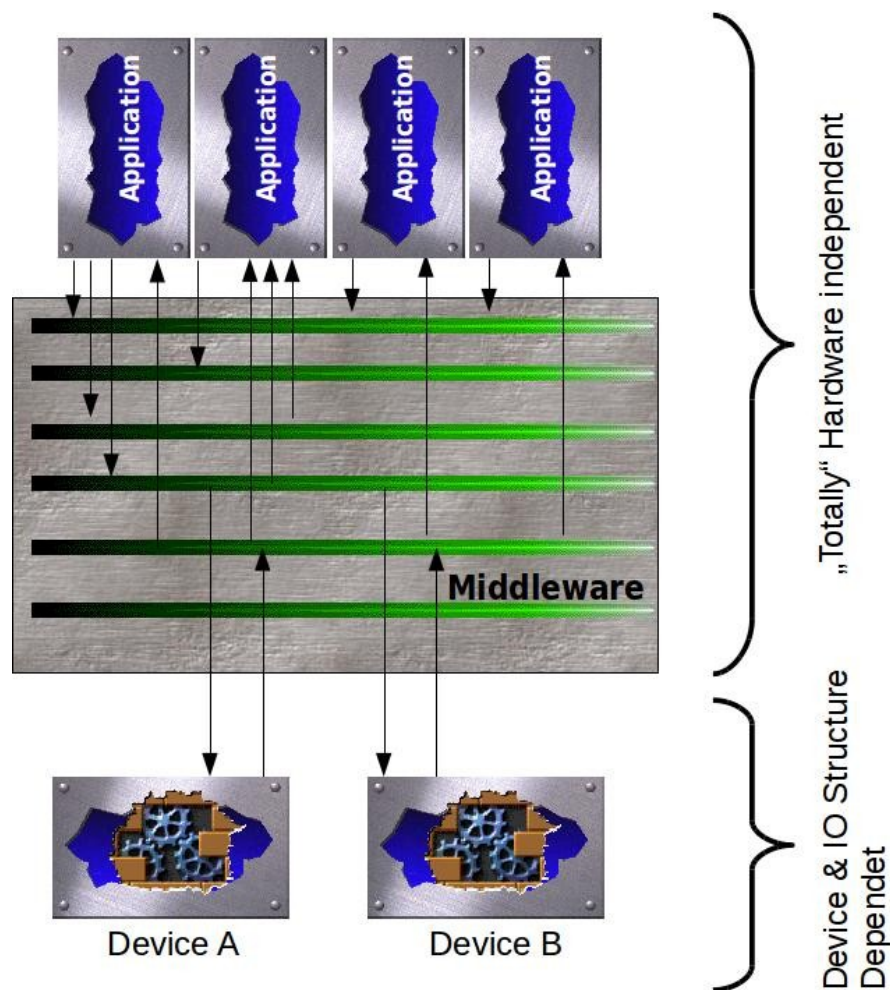 Application
Application
Application
Application
„Totally“ Hardware independent
Middleware
Device & IO Structure
Dependet
Device A
Device B